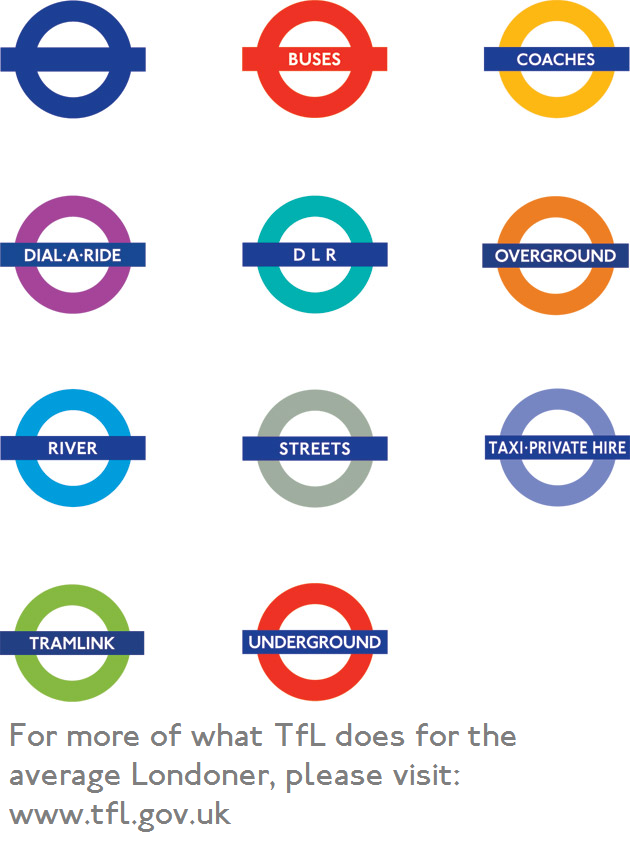 BUSES
COACHES
DIAL·A·RIDE
DLR
OVERGROUND
RIVER
STREETS
TAXI·PRIVATE HIRE
TRAMLINK
UNDERGROUND
For more of what TfL does for the
average Londoner, please visit:
www.tfl.gov.uk